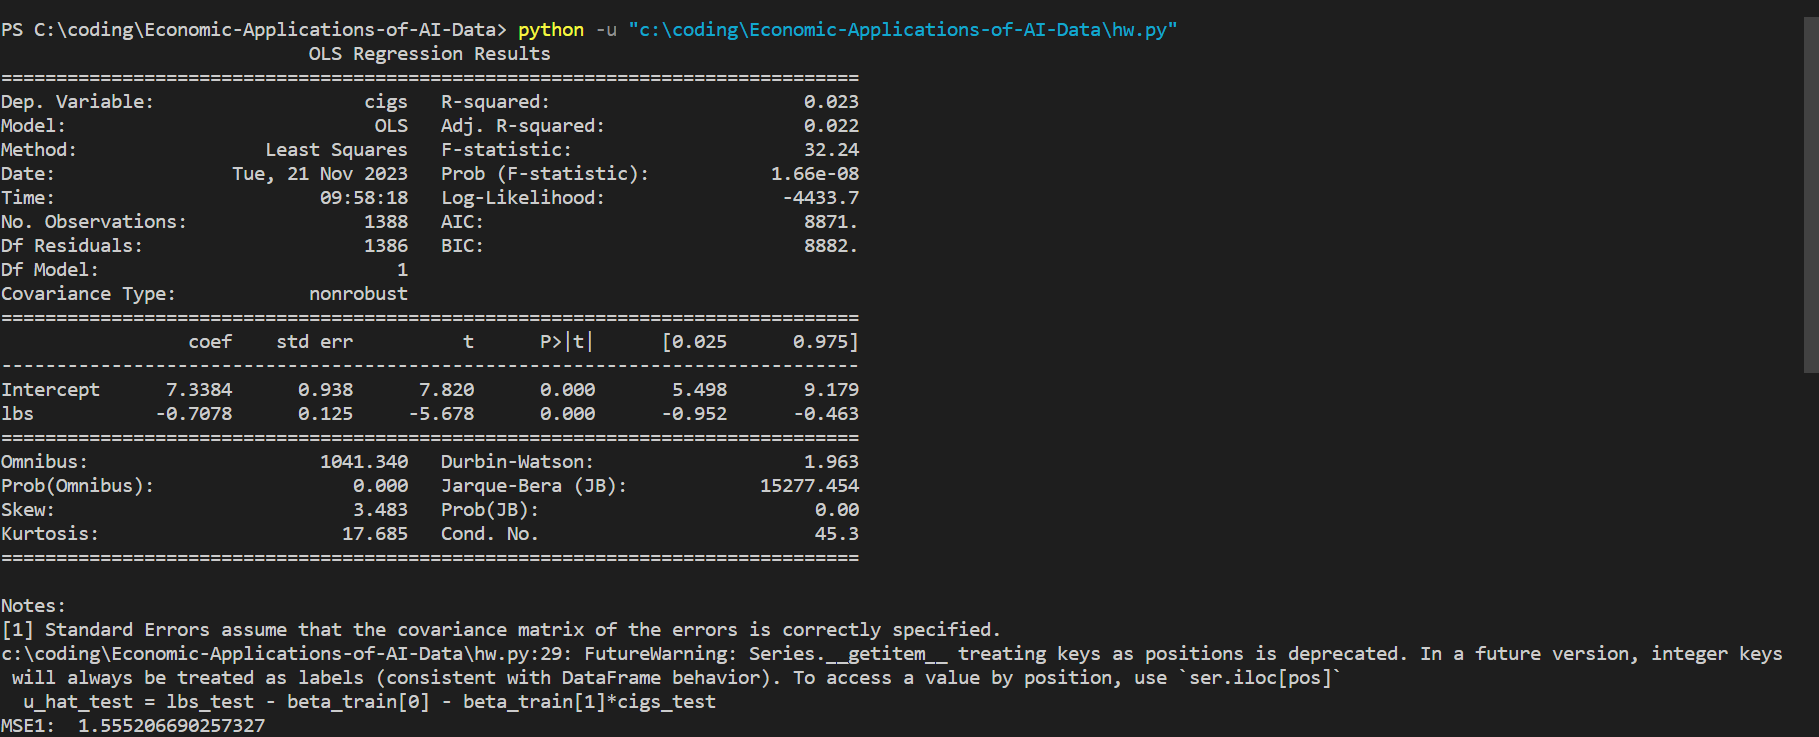 PS C:\coding\Economic-Applications-of-AI-Data> python -u "c:\coding\Economic-Applications-of-AI-Data\hw.py"
                            OLS Regression Results
==============================================================================
Dep. Variable:                   cigs   R-squared:                       0.023
Model:                            OLS   Adj. R-squared:                  0.022
Method:                 Least Squares   F-statistic:                     32.24
Date:                Tue, 21 Nov 2023   Prob (F-statistic):           1.66e-08
Time:                        09:58:18   Log-Likelihood:                -4433.7
No. Observations:                1388   AIC:                             8871.
Df Residuals:                    1386   BIC:                             8882.
Df Model:                           1
Covariance Type:            nonrobust
==============================================================================
                 coef    std err          t      P>|t|      [0.025      0.975]
------------------------------------------------------------------------------
Intercept      7.3384      0.938      7.820      0.000       5.498       9.179
lbs           -0.7078      0.125     -5.678      0.000      -0.952      -0.463
==============================================================================
Omnibus:                     1041.340   Durbin-Watson:                   1.963
Prob(Omnibus):                  0.000   Jarque-Bera (JB):            15277.454
Skew:                           3.483   Prob(JB):                         0.00
Kurtosis:                      17.685   Cond. No.                         45.3
==============================================================================

Notes:
[1] Standard Errors assume that the covariance matrix of the errors is correctly specified.
c:\coding\Economic-Applications-of-AI-Data\hw.py:29: FutureWarning: Series.__getitem__ treating keys as positions is deprecated. In a future version, integer keys
 will always be treated as labels (consistent with DataFrame behavior). To access a value by position, use `ser.iloc[pos]`
  u_hat_test = lbs_test - beta_train[0] - beta_train[1]*cigs_test
MSE1:  1.555206690257327